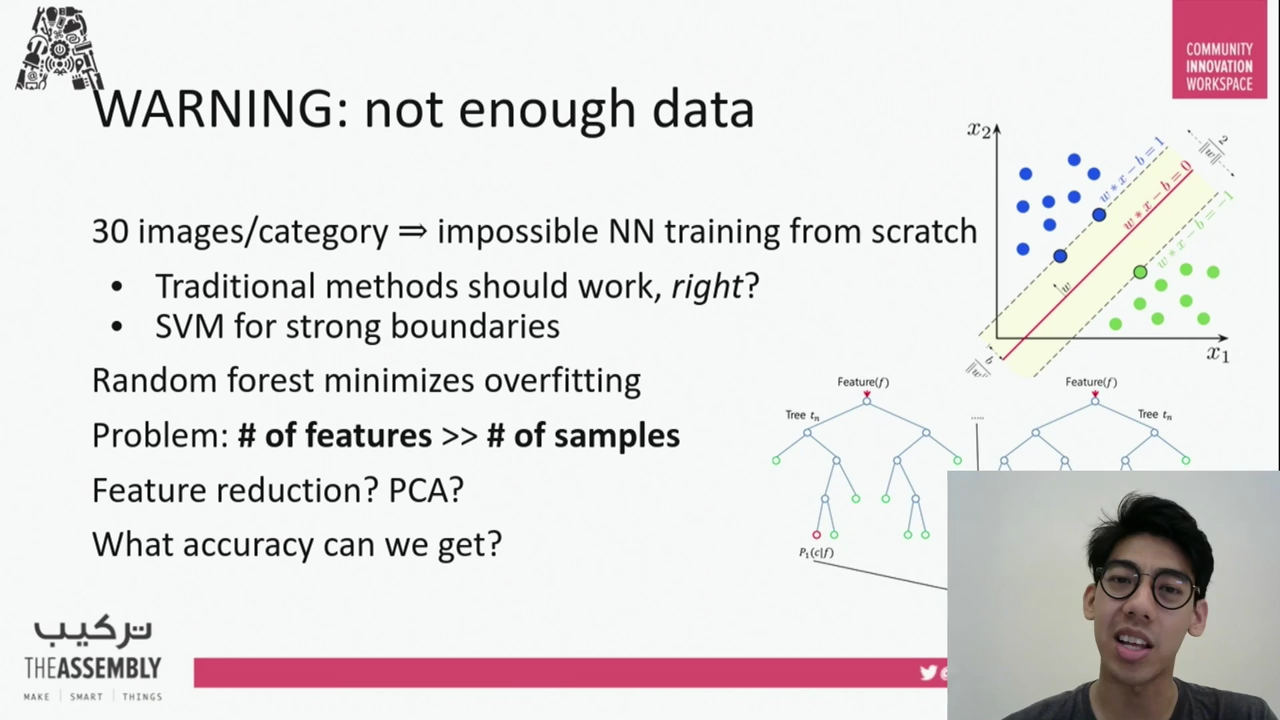 COMMUNITY
INNOVATION
WORKSPACE
WARNING: not enough data
30 images/category ⇒ impossible NN training from scratch
• Traditional methods should work, right?
• SVM for strong boundaries
Random forest minimizes overfitting
Problem: # of features >> # of samples
Feature reduction? PCA?
What accuracy can we get?
x₂
w * x − b = 1
w * x − b = 0
w * x − b = −1
2
‖w‖
w
b
‖w‖
x₁
Feature(f)
Feature(f)
Tree tₙ
.....
Tree tₙ
P₁(c|f)
تركيب
THEASSEMBLY
MAKE | SMART | THINGS